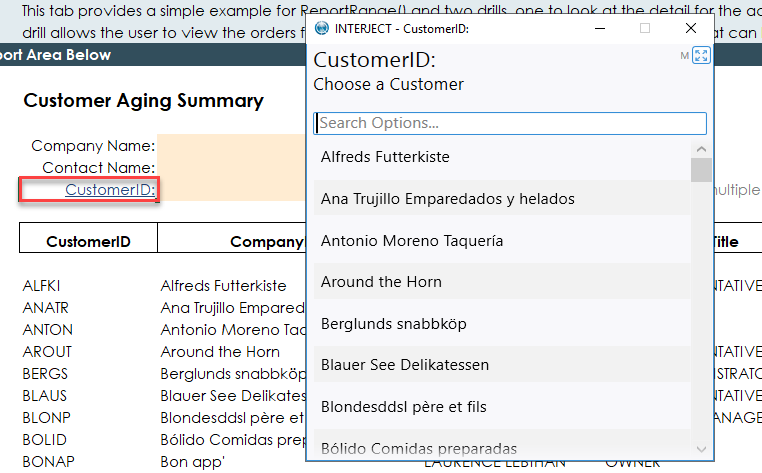 This tab provides a simple example for ReportRange() and two drills, one to look at the detail for the ac
drill allows the user to view the orders f
at can
port Area Below
Customer Aging Summary
Company Name:
Contact Name:
CustomerID:
multiple
CustomerID
Company
Title
ALFKI Alfreds Futterkiste NTATIVE
ANATR Ana Trujillo Empared
ANTON Antonio Moreno Taq
AROUT Around the Horn NTATIVE
BERGS Berglunds snabbköp ISTRATO
BLAUS Blauer See Delikates NTATIVE
BLONP Blondesddsl père et MANAGE
BOLID Bólido Comidas prep
BONAP Bon app' LAURENCE LEBIHAN OWNER
INTERJECT - CustomerID:
CustomerID:
M
Choose a Customer
Search Options...
Alfreds Futterkiste
Ana Trujillo Emparedados y helados
Antonio Moreno Taquería
Around the Horn
Berglunds snabbköp
Blauer See Delikatessen
Blondesddsl père et fils
Bólido Comidas preparadas